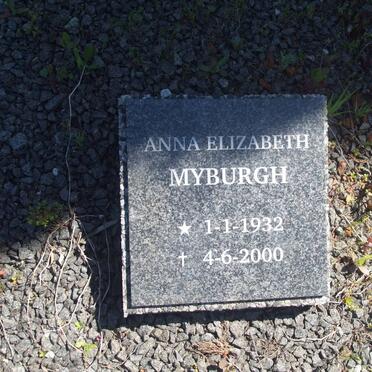 ANNA ELIZABETH
MYBURGH
★ 1-1-1932
† 4-6-2000